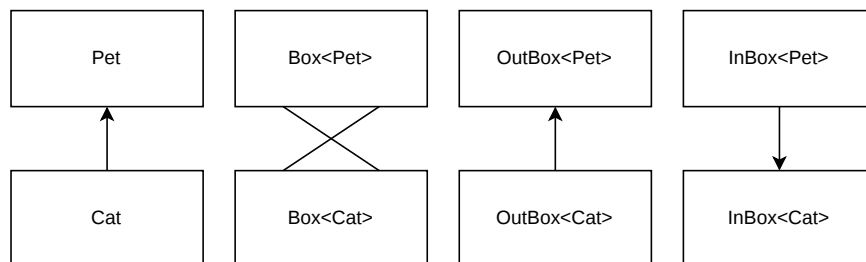 Pet
Box<Pet>
OutBox<Pet>
InBox<Pet>
Cat
Box<Cat>
OutBox<Cat>
InBox<Cat>